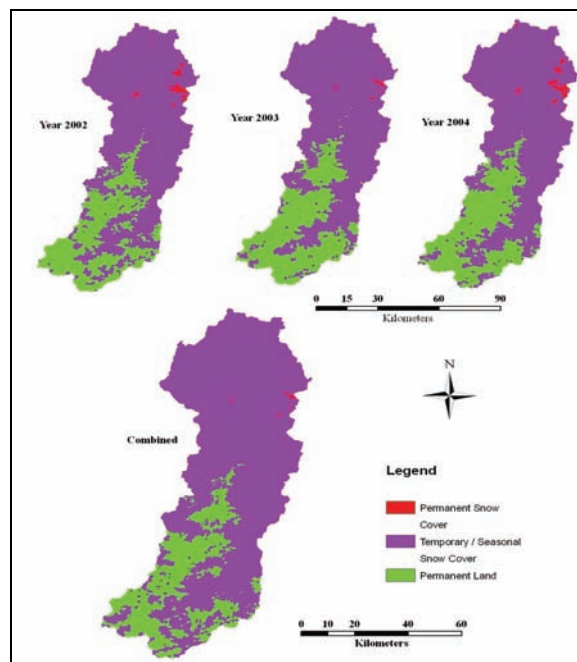 Year 2002
Year 2003
Year 2004
0 15 30 60 90
Kilometers
N
Combined
Legend
Permanent Snow
Cover
Temporary / Seasonal
Snow Cover
Permanent Land
0 10 20 40 60
Kilometers